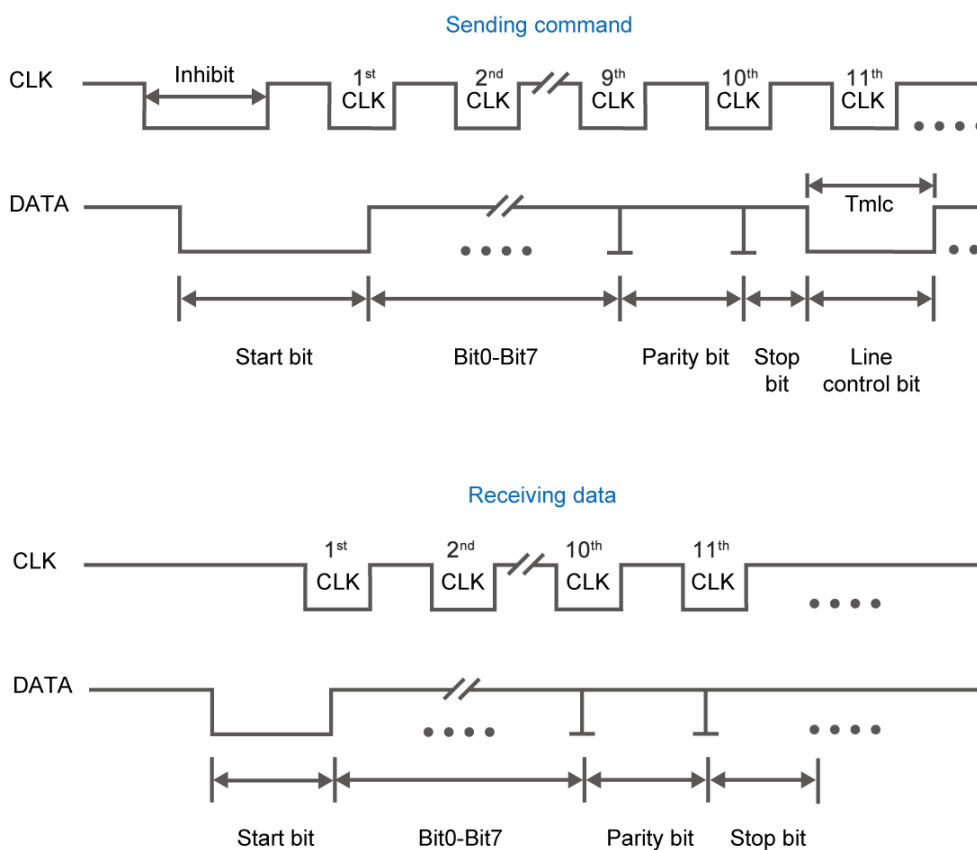 Sending command
CLK
Inhibit
1st CLK
2nd CLK
9th CLK
10th CLK
11th CLK
DATA
Tmlc
Start bit
Bit0-Bit7
Parity bit
Stop bit
Line control bit
Receiving data
CLK
1st CLK
2nd CLK
10th CLK
11th CLK
DATA
Start bit
Bit0-Bit7
Parity bit
Stop bit